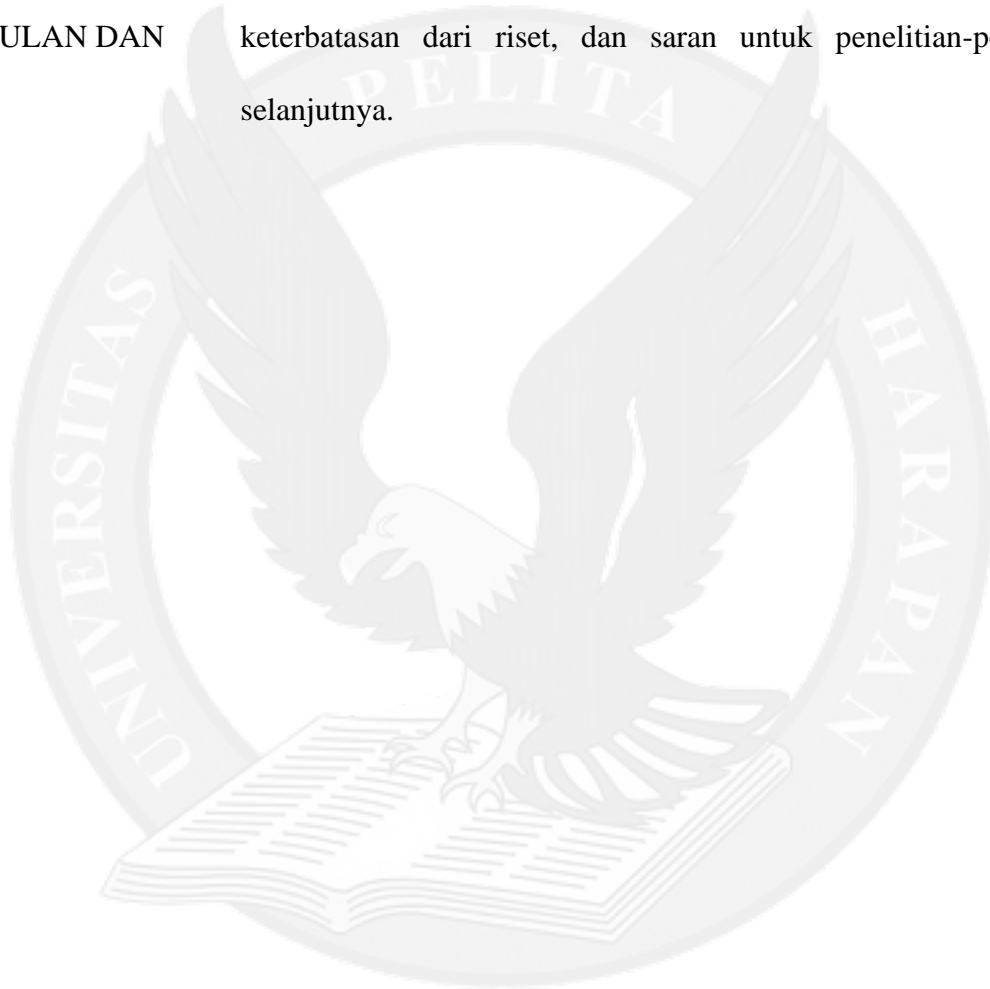 ULAN DAN keterbatasan dari riset, dan saran untuk penelitian-p
selanjutnya.
UNIVERSITAS PELITA HARAPAN